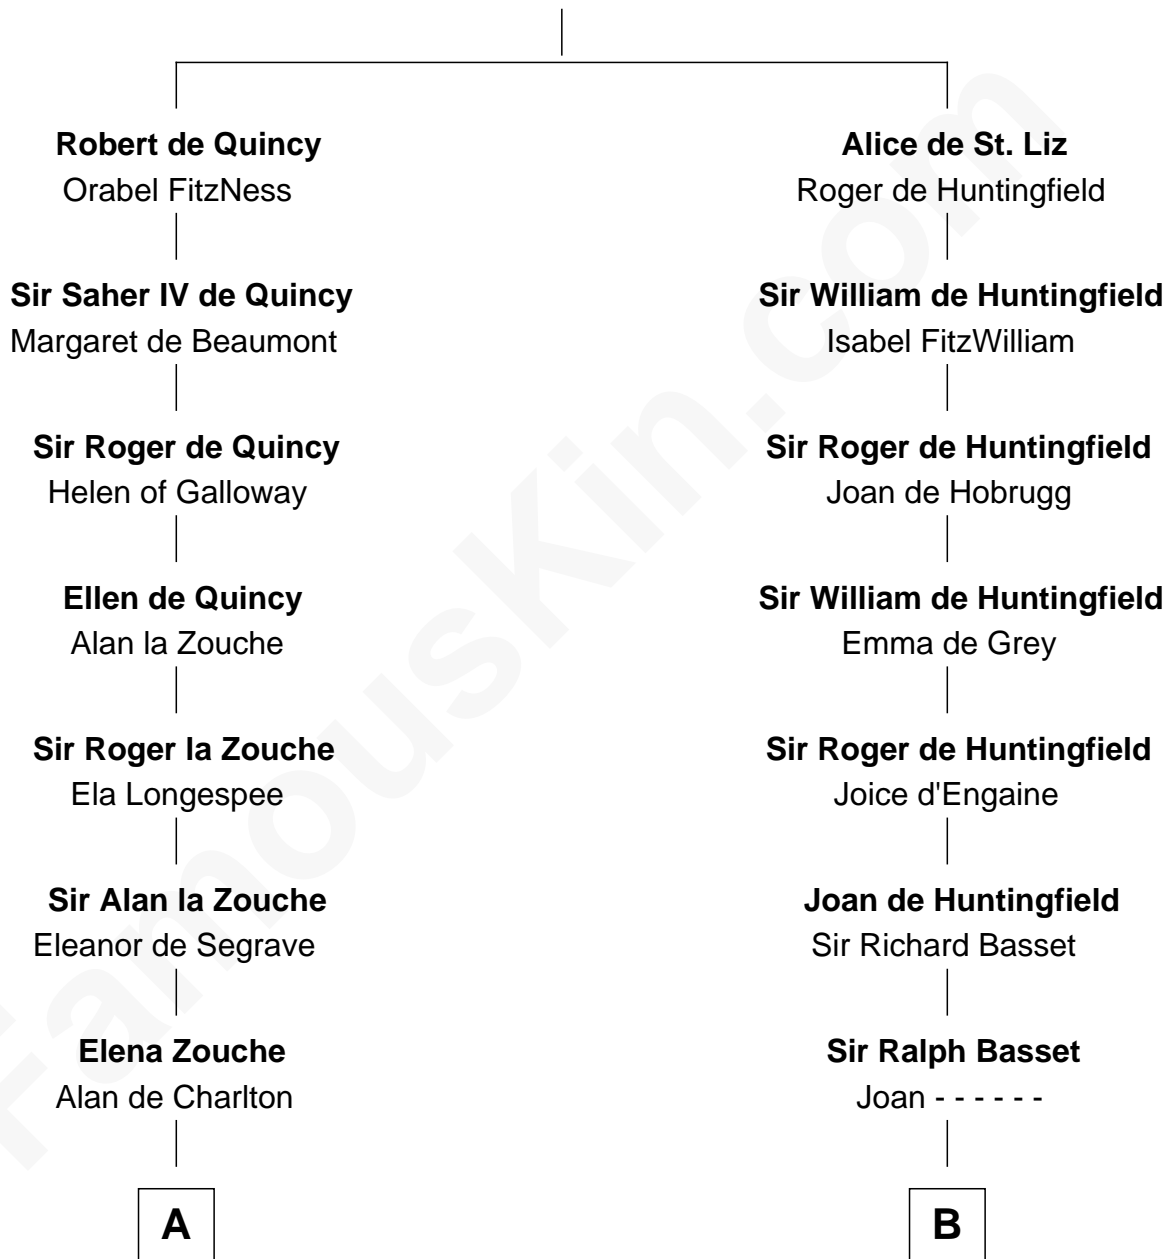 Robert de Quincy
Orabel FitzNess
Sir Saher IV de Quincy
Margaret de Beaumont
Sir Roger de Quincy
Helen of Galloway
Ellen de Quincy
Alan la Zouche
Sir Roger la Zouche
Ela Longespee
Sir Alan la Zouche
Eleanor de Segrave
Elena Zouche
Alan de Charlton
A
Alice de St. Liz
Roger de Huntingfield
Sir William de Huntingfield
Isabel FitzWilliam
Sir Roger de Huntingfield
Joan de Hobrugg
Sir William de Huntingfield
Emma de Grey
Sir Roger de Huntingfield
Joice d'Engaine
Joan de Huntingfield
Sir Richard Basset
Sir Ralph Basset
Joan - - - - - -
B
FamousKin.com